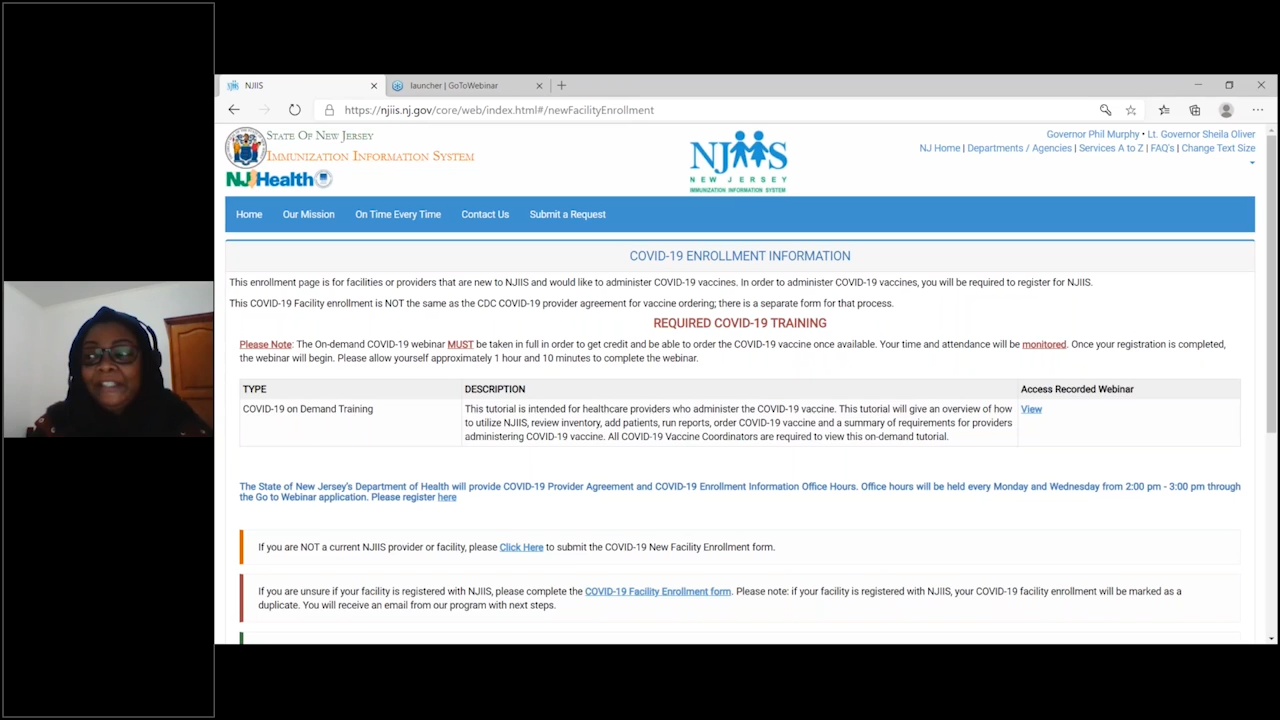 NJIIS
launcher | GoToWebinar
https://njiis.nj.gov/core/web/index.html#/newFacilityEnrollment
STATE OF NEW JERSEY
IMMUNIZATION INFORMATION SYSTEM
NJHealth
NJIIS
NEW JERSEY
IMMUNIZATION INFORMATION SYSTEM
Governor Phil Murphy • Lt. Governor Sheila Oliver
NJ Home | Departments / Agencies | Services A to Z | FAQ's | Change Text Size
Home Our Mission On Time Every Time Contact Us Submit a Request
COVID-19 ENROLLMENT INFORMATION
This enrollment page is for facilities or providers that are new to NJIIS and would like to administer COVID-19 vaccines. In order to administer COVID-19 vaccines, you will be required to register for NJIIS.
This COVID-19 Facility enrollment is NOT the same as the CDC COVID-19 provider agreement for vaccine ordering; there is a separate form for that process.
REQUIRED COVID-19 TRAINING
Please Note: The On-demand COVID-19 webinar MUST be taken in full in order to get credit and be able to order the COVID-19 vaccine once available. Your time and attendance will be monitored. Once your registration is completed,
the webinar will begin. Please allow yourself approximately 1 hour and 10 minutes to complete the webinar.
TYPE DESCRIPTION Access Recorded Webinar
COVID-19 on Demand Training This tutorial is intended for healthcare providers who administer the COVID-19 vaccine. This tutorial will give an overview of how View
to utilize NJIIS, review inventory, add patients, run reports, order COVID-19 vaccine and a summary of requirements for providers
administering COVID-19 vaccine. All COVID-19 Vaccine Coordinators are required to view this on-demand tutorial.
The State of New Jersey's Department of Health will provide COVID-19 Provider Agreement and COVID-19 Enrollment Information Office Hours. Office hours will be held every Monday and Wednesday from 2:00 pm - 3:00 pm through
the Go to Webinar application. Please register here
If you are NOT a current NJIIS provider or facility, please Click Here to submit the COVID-19 New Facility Enrollment form.
If you are unsure if your facility is registered with NJIIS, please complete the COVID-19 Facility Enrollment form. Please note: if your facility is registered with NJIIS, your COVID-19 facility enrollment will be marked as a
duplicate. You will receive an email from our program with next steps.